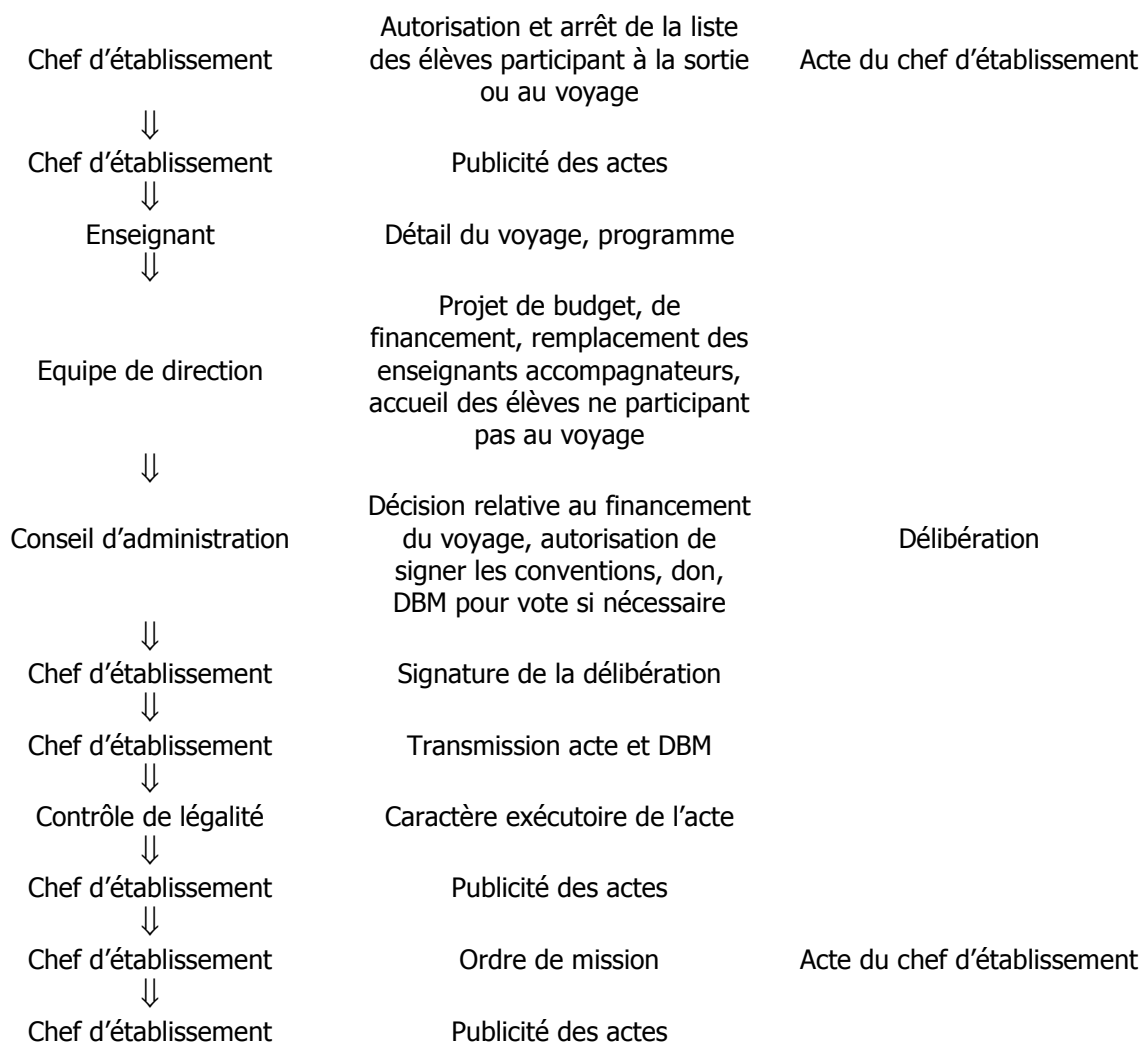 Autorisation et arrêt de la liste
Chef d’établissement des élèves participant à la sortie Acte du chef d’établissement
ou au voyage
⇓
Chef d’établissement Publicité des actes
⇓
Enseignant Détail du voyage, programme
⇓
Projet de budget, de
financement, remplacement des
Equipe de direction enseignants accompagnateurs,
accueil des élèves ne participant
pas au voyage
⇓
Décision relative au financement
Conseil d’administration du voyage, autorisation de Délibération
signer les conventions, don,
DBM pour vote si nécessaire
⇓
Chef d’établissement Signature de la délibération
⇓
Chef d’établissement Transmission acte et DBM
⇓
Contrôle de légalité Caractère exécutoire de l’acte
⇓
Chef d’établissement Publicité des actes
⇓
Chef d’établissement Ordre de mission Acte du chef d’établissement
⇓
Chef d’établissement Publicité des actes